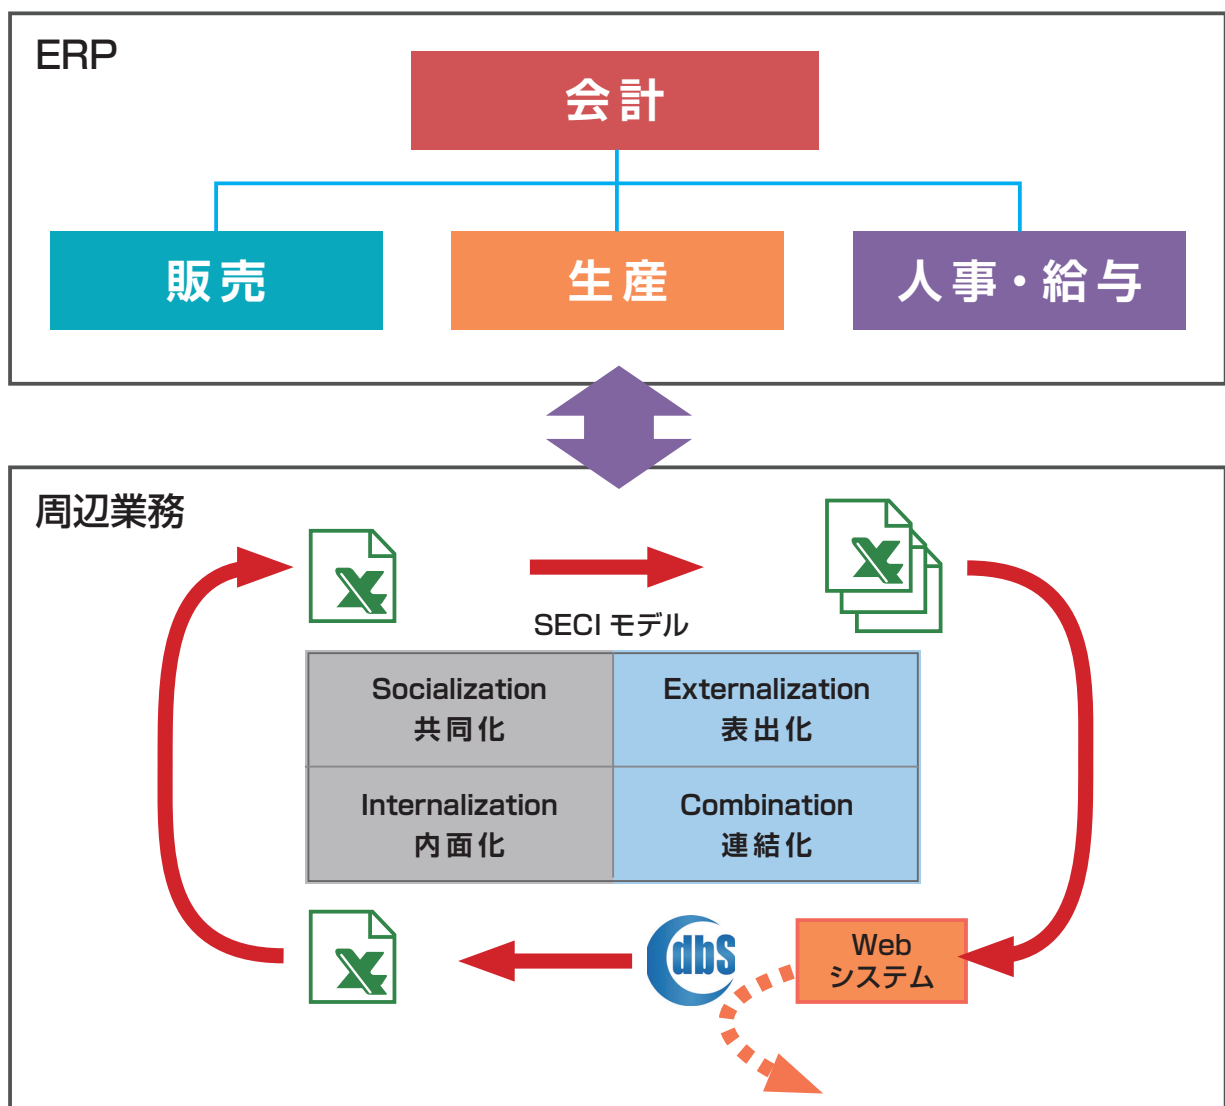 ERP
会計
販売
生産
人事・給与
周辺業務
SECI モデル
Socialization
共同化
Externalization
表出化
Internalization
内面化
Combination
連結化
dbS
Web
システム